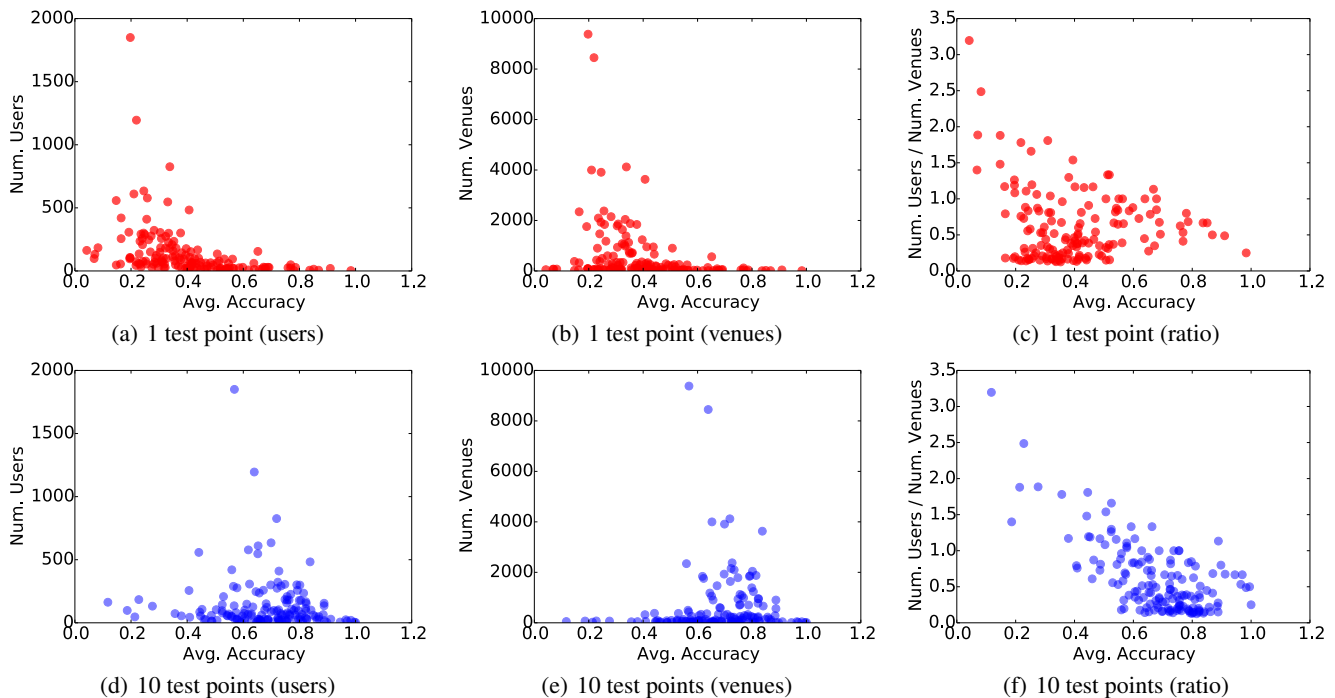 2000
1500
1000
500
0
Num. Users
0.0 0.2 0.4 0.6 0.8 1.0 1.2
Avg. Accuracy
(a) 1 test point (users)
10000
8000
6000
4000
2000
0
Num. Venues
0.0 0.2 0.4 0.6 0.8 1.0 1.2
Avg. Accuracy
(b) 1 test point (venues)
3.5
3.0
2.5
2.0
1.5
1.0
0.5
0.0
Num. Users / Num. Venues
0.0 0.2 0.4 0.6 0.8 1.0 1.2
Avg. Accuracy
(c) 1 test point (ratio)
2000
1500
1000
500
0
Num. Users
0.0 0.2 0.4 0.6 0.8 1.0 1.2
Avg. Accuracy
(d) 10 test points (users)
10000
8000
6000
4000
2000
0
Num. Venues
0.0 0.2 0.4 0.6 0.8 1.0 1.2
Avg. Accuracy
(e) 10 test points (venues)
3.5
3.0
2.5
2.0
1.5
1.0
0.5
0.0
Num. Users / Num. Venues
0.0 0.2 0.4 0.6 0.8 1.0 1.2
Avg. Accuracy
(f) 10 test points (ratio)